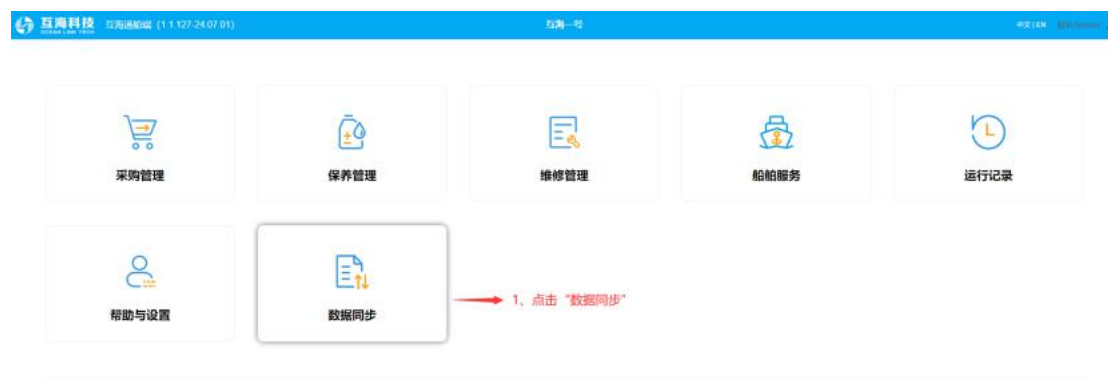 互海科技 互海通船端 (1.1.127-24.07.01) 互海一号 中文 | EN
OCEAN LINK TECH
采购管理 保养管理 维修管理 船舶服务 运行记录
1、点击“数据同步”
帮助与设置 数据同步